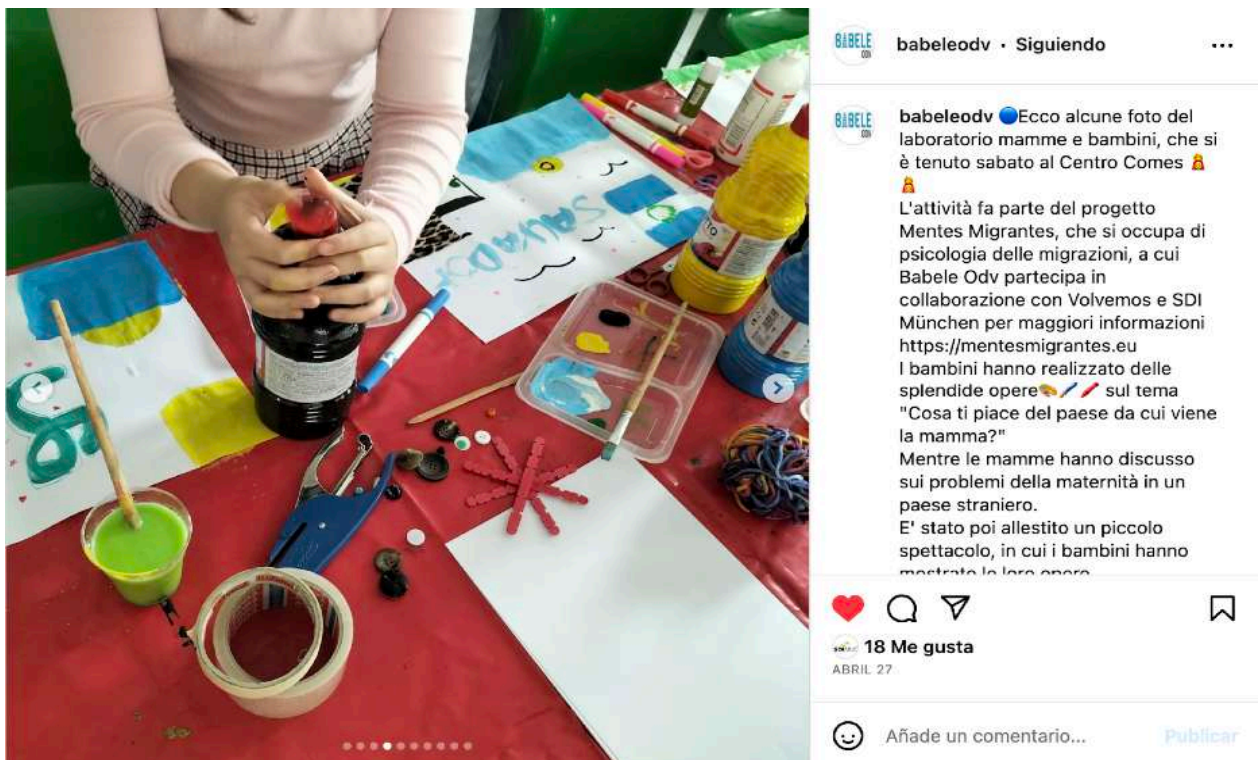 SALVADOR
BABELE
ODV
babeleodv • Siguiendo
BABELE
ODV
babeleodv 🔵Ecco alcune foto del
laboratorio mamme e bambini, che si
è tenuto sabato al Centro Comes
L'attività fa parte del progetto
Mentes Migrantes, che si occupa di
psicologia delle migrazioni, a cui
Babele Odv partecipa in
collaborazione con Volvemos e SDI
München per maggiori informazioni
https://mentesmigrantes.eu
I bambini hanno realizzato delle
splendide opere🎨🖌️🖍️ sul tema
"Cosa ti piace del paese da cui viene
la mamma?"
Mentre le mamme hanno discusso
sui problemi della maternità in un
paese straniero.
E' stato poi allestito un piccolo
spettacolo, in cui i bambini hanno
mostrato le loro opere
18 Me gusta
ABRIL 27
Añade un comentario...
Publicar